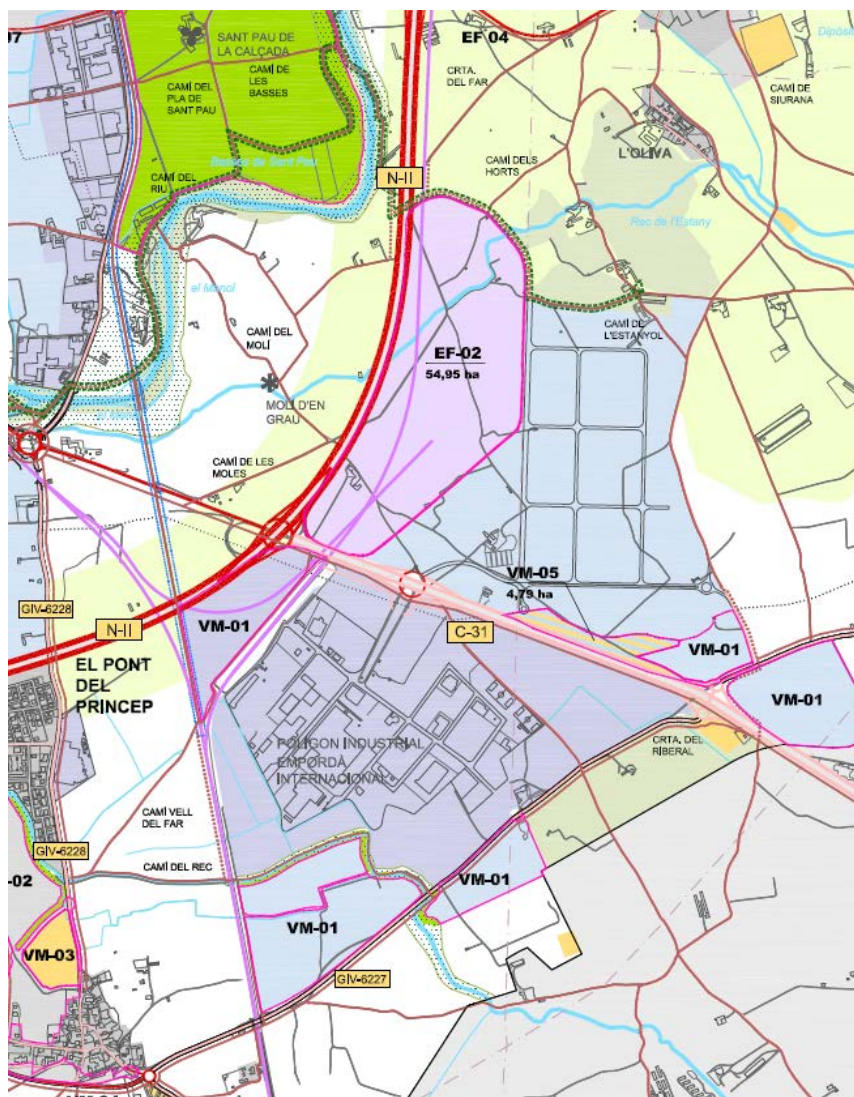 07
SANT PAU DE
LA CALÇADA
EF 04
CRTA.
DEL FAR
CAMÍ DE
LES
BASSES
CAMÍ DEL
PLA DE
SANT PAU
CAMÍ DE
SIURANA
L'OLIVA
Basses de Sant Pau
CAMÍ DELS
HORTS
CAMÍ DEL
RIU
N-II
Rec de l'Estany
el Manol
CAMÍ DEL
MOLÍ
CAMÍ DE
L'ESTANYOL
EF-02
54,95 ha
MOLÍ D'EN
GRAU
CAMÍ DE LES
MOLES
VM-05
4,79 ha
GIV-6228
N-II
VM-01
C-31
VM-01
EL PONT
DEL
PRINCEP
VM-01
POLÍGON INDUSTRIAL
EMPORDÀ
INTERNACIONAL
CRTA. DEL
RIBERAL
CAMÍ VELL
DEL FAR
GIV-6228
CAMÍ DEL REC
-02
VM-01
VM-01
VM-03
GIV-6227